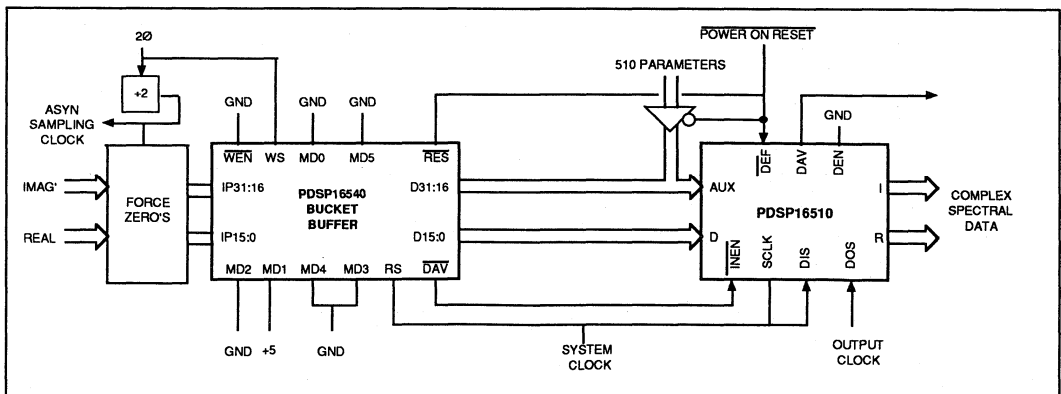 2Ø
÷2
ASYN
SAMPLING
CLOCK
IMAG'
REAL
FORCE
ZERO'S
GND
GND
GND
WEN
WS
MD0
MD5
RES
IP31:16
D31:16
PDSP16540
BUCKET
BUFFER
IP15:0
D15:0
MD2
MD1
MD4
MD3
RS
DAV
GND
+5
GND
SYSTEM
CLOCK
POWER ON RESET
510 PARAMETERS
GND
DEF
DAV
DEN
AUX
I
PDSP16510
D
R
INEN
SCLK
DIS
DOS
COMPLEX
SPECTRAL
DATA
OUTPUT
CLOCK